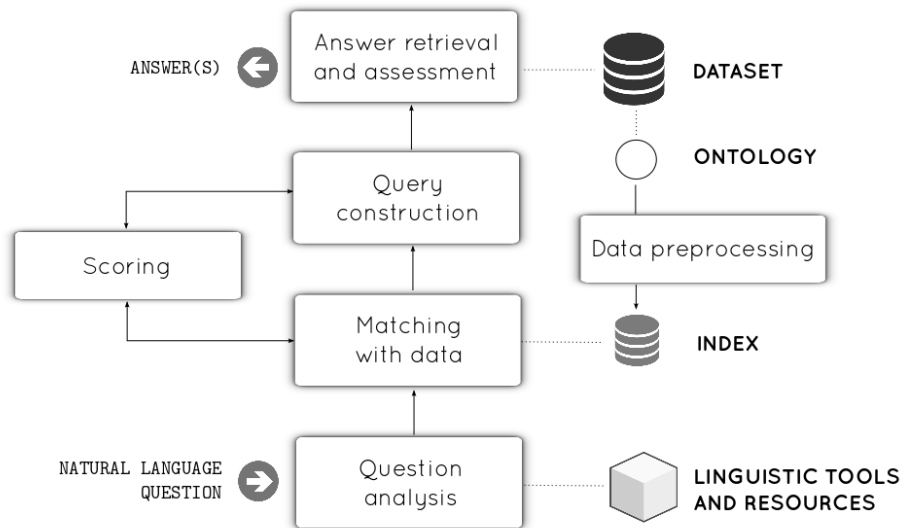 Answer retrieval
and assessment
ANSWER(S)
DATASET
ONTOLOGY
Query
construction
Data preprocessing
Scoring
Matching
with data
INDEX
NATURAL LANGUAGE
QUESTION
Question
analysis
LINGUISTIC TOOLS
AND RESOURCES